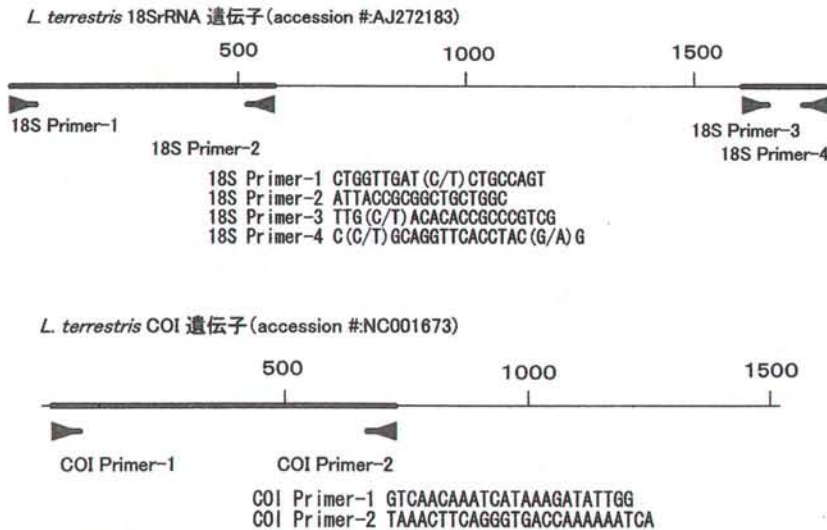 L. terrestris 18SrRNA 遺伝子(accession #:AJ272183)
500 1000 1500
18S Primer-1
18S Primer-2
18S Primer-3
18S Primer-4
18S Primer-1 CTGGTTGAT(C/T)CTGCCAGT
18S Primer-2 ATTACCGCGGCTGCTGGC
18S Primer-3 TTG(C/T)ACACACCGCCCGTCG
18S Primer-4 C(C/T)GCAGGTTCACCTAC(G/A)G
L. terrestris COI 遺伝子(accession #:NC001673)
500 1000 1500
COI Primer-1 COI Primer-2
COI Primer-1 GTCAACAAATCATAAAGATATTGG
COI Primer-2 TAAACTTCAGGGTGACCAAAAAATCA